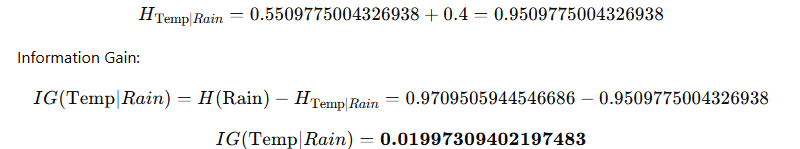 H_{Temp|Rain} = 0.5509775004326938 + 0.4 = 0.9509775004326938
Information Gain:
IG(Temp|Rain) = H(Rain) − H_{Temp|Rain} = 0.9709505944546686 − 0.9509775004326938
IG(Temp|Rain) = 0.01997309402197483